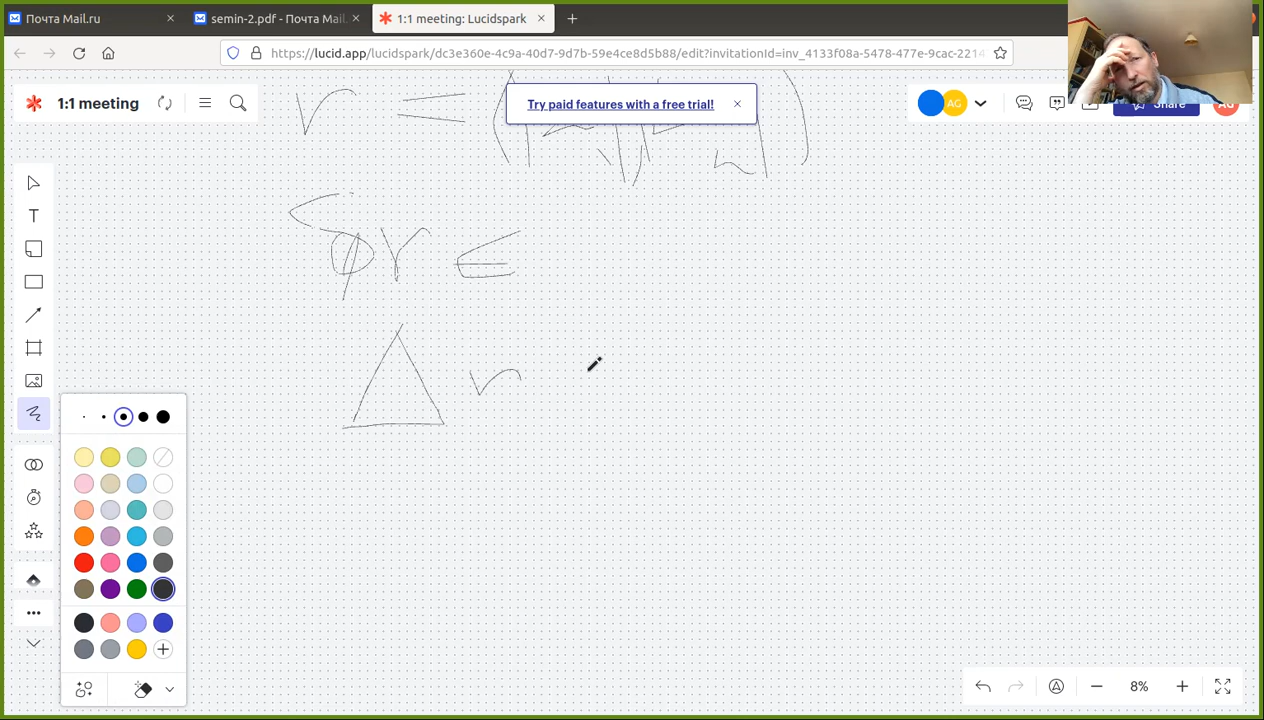 Почта Mail.ru
semin-2.pdf - Почта Mail.
1:1 meeting: Lucidspark
https://lucid.app/lucidspark/dc3e360e-4c9a-40d7-9d7b-59e4ce8d5b88/edit?invitationId=inv_4133f08a-5478-477e-9cac-2214
1:1 meeting
Try paid features with a free trial!
AG
Share
AG
r =
r ∈
Δ r
T
8%